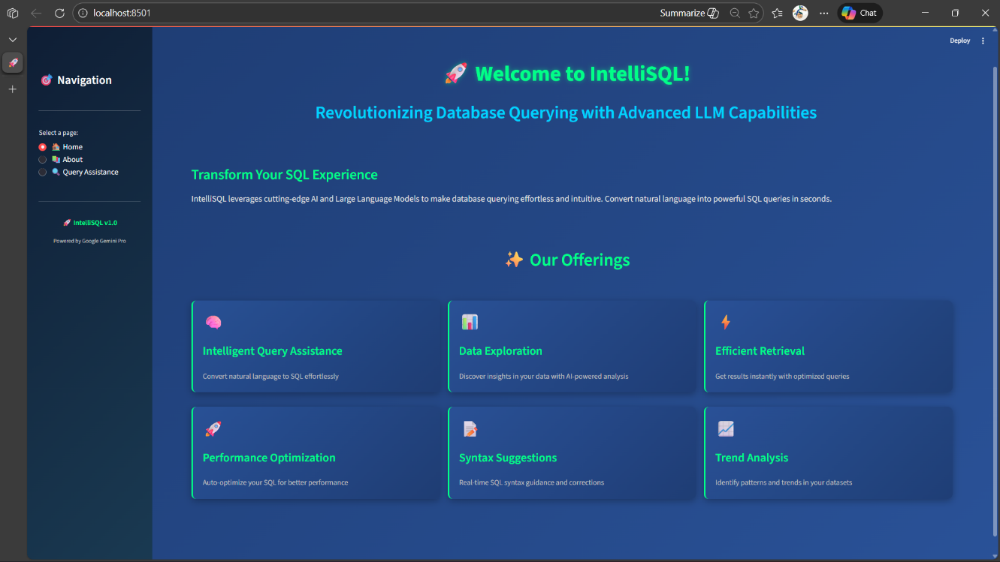 localhost:8501
Summarize
Chat
Deploy
Navigation
Select a page:
Home
About
Query Assistance
IntelliSQL v1.0
Powered by Google Gemini Pro
Welcome to IntelliSQL!
Revolutionizing Database Querying with Advanced LLM Capabilities
Transform Your SQL Experience
IntelliSQL leverages cutting-edge AI and Large Language Models to make database querying effortless and intuitive. Convert natural language into powerful SQL queries in seconds.
Our Offerings
Intelligent Query Assistance
Convert natural language to SQL effortlessly
Data Exploration
Discover insights in your data with AI-powered analysis
Efficient Retrieval
Get results instantly with optimized queries
Performance Optimization
Auto-optimize your SQL for better performance
Syntax Suggestions
Real-time SQL syntax guidance and corrections
Trend Analysis
Identify patterns and trends in your datasets